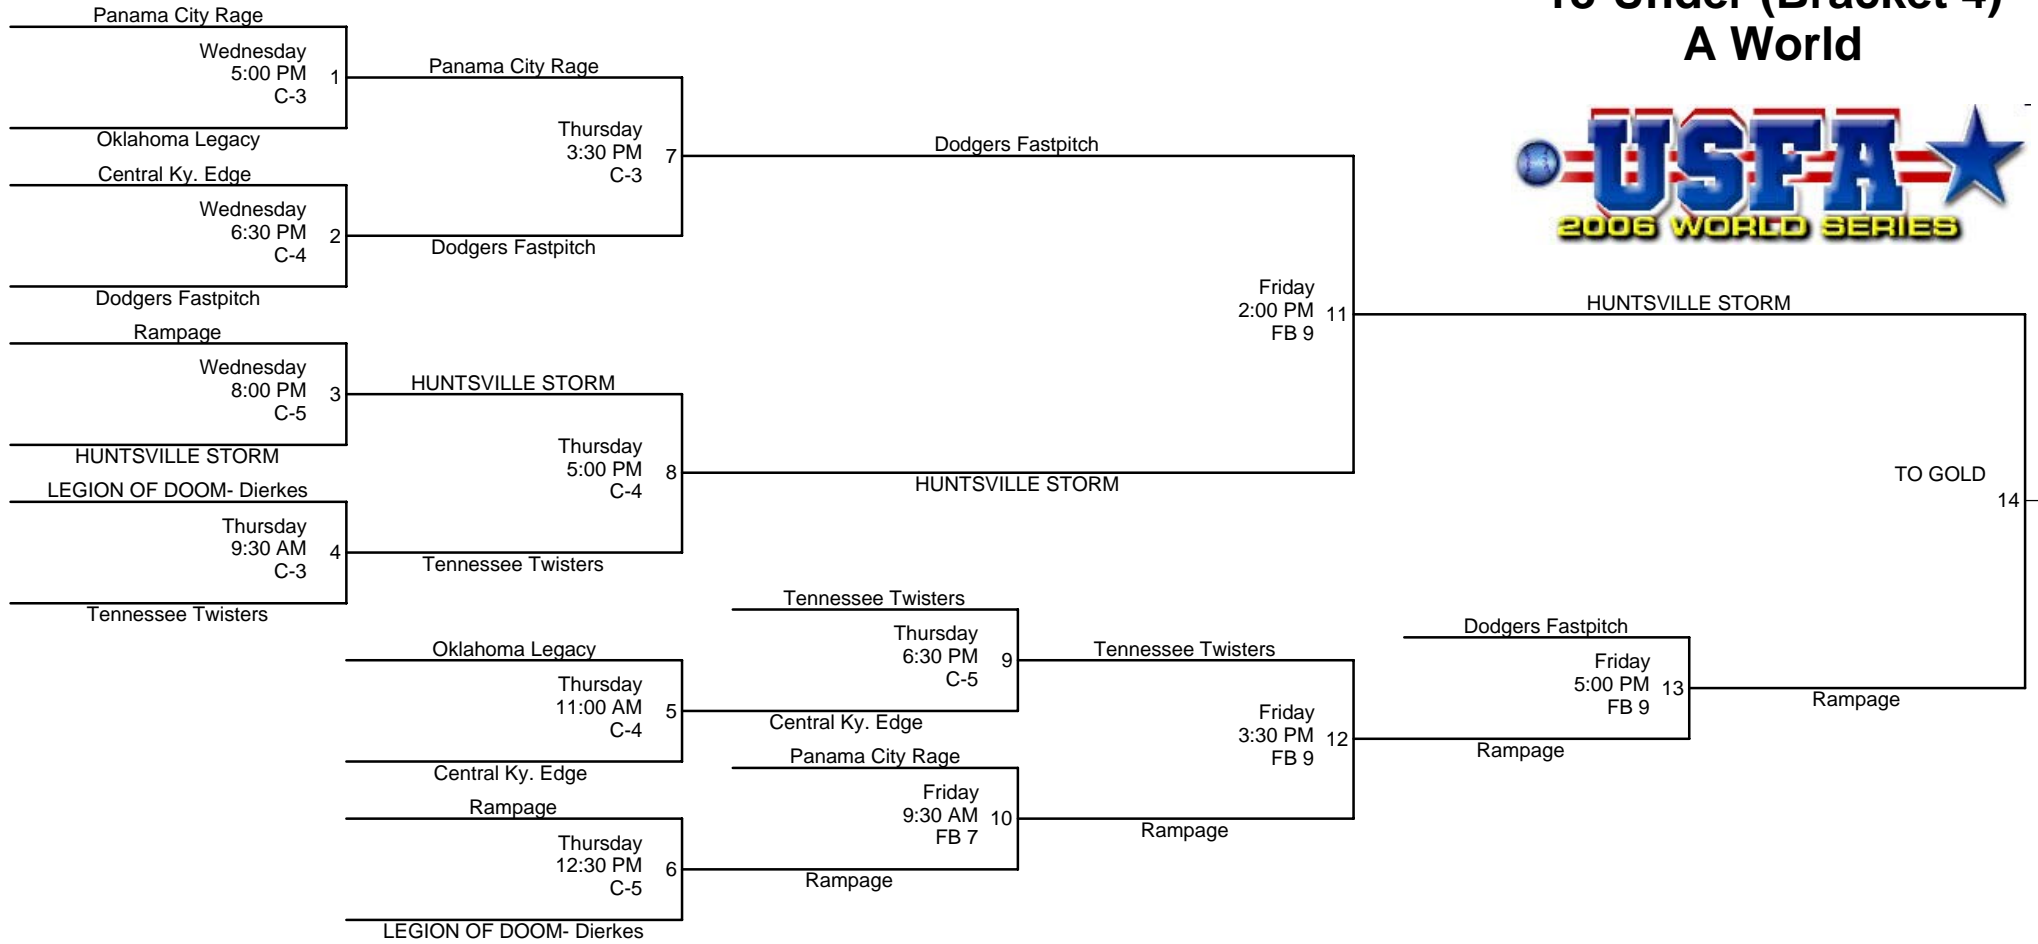 Panama City Rage
Wednesday
5:00 PM 1
C-3
Oklahoma Legacy
Central Ky. Edge
Wednesday
6:30 PM 2
C-4
Dodgers Fastpitch
Rampage
Wednesday
8:00 PM 3
C-5
HUNTSVILLE STORM
LEGION OF DOOM- Dierkes
Thursday
9:30 AM 4
C-3
Tennessee Twisters
Panama City Rage
Thursday
3:30 PM 7
C-3
Dodgers Fastpitch
HUNTSVILLE STORM
Thursday
5:00 PM 8
C-4
Tennessee Twisters
Oklahoma Legacy
Thursday
11:00 AM 5
C-4
Central Ky. Edge
Rampage
Thursday
12:30 PM 6
C-5
LEGION OF DOOM- Dierkes
Dodgers Fastpitch
Friday
2:00 PM 11
FB 9
HUNTSVILLE STORM
Tennessee Twisters
Thursday
6:30 PM 9
C-5
Central Ky. Edge
Panama City Rage
Friday
9:30 AM 10
FB 7
Rampage
Tennessee Twisters
Friday
3:30 PM 12
FB 9
Rampage
Under (Bracket 4)
A World
USFA
2006 WORLD SERIES
HUNTSVILLE STORM
TO GOLD
14
Dodgers Fastpitch
Friday
5:00 PM 13
FB 9
Rampage
Rampage